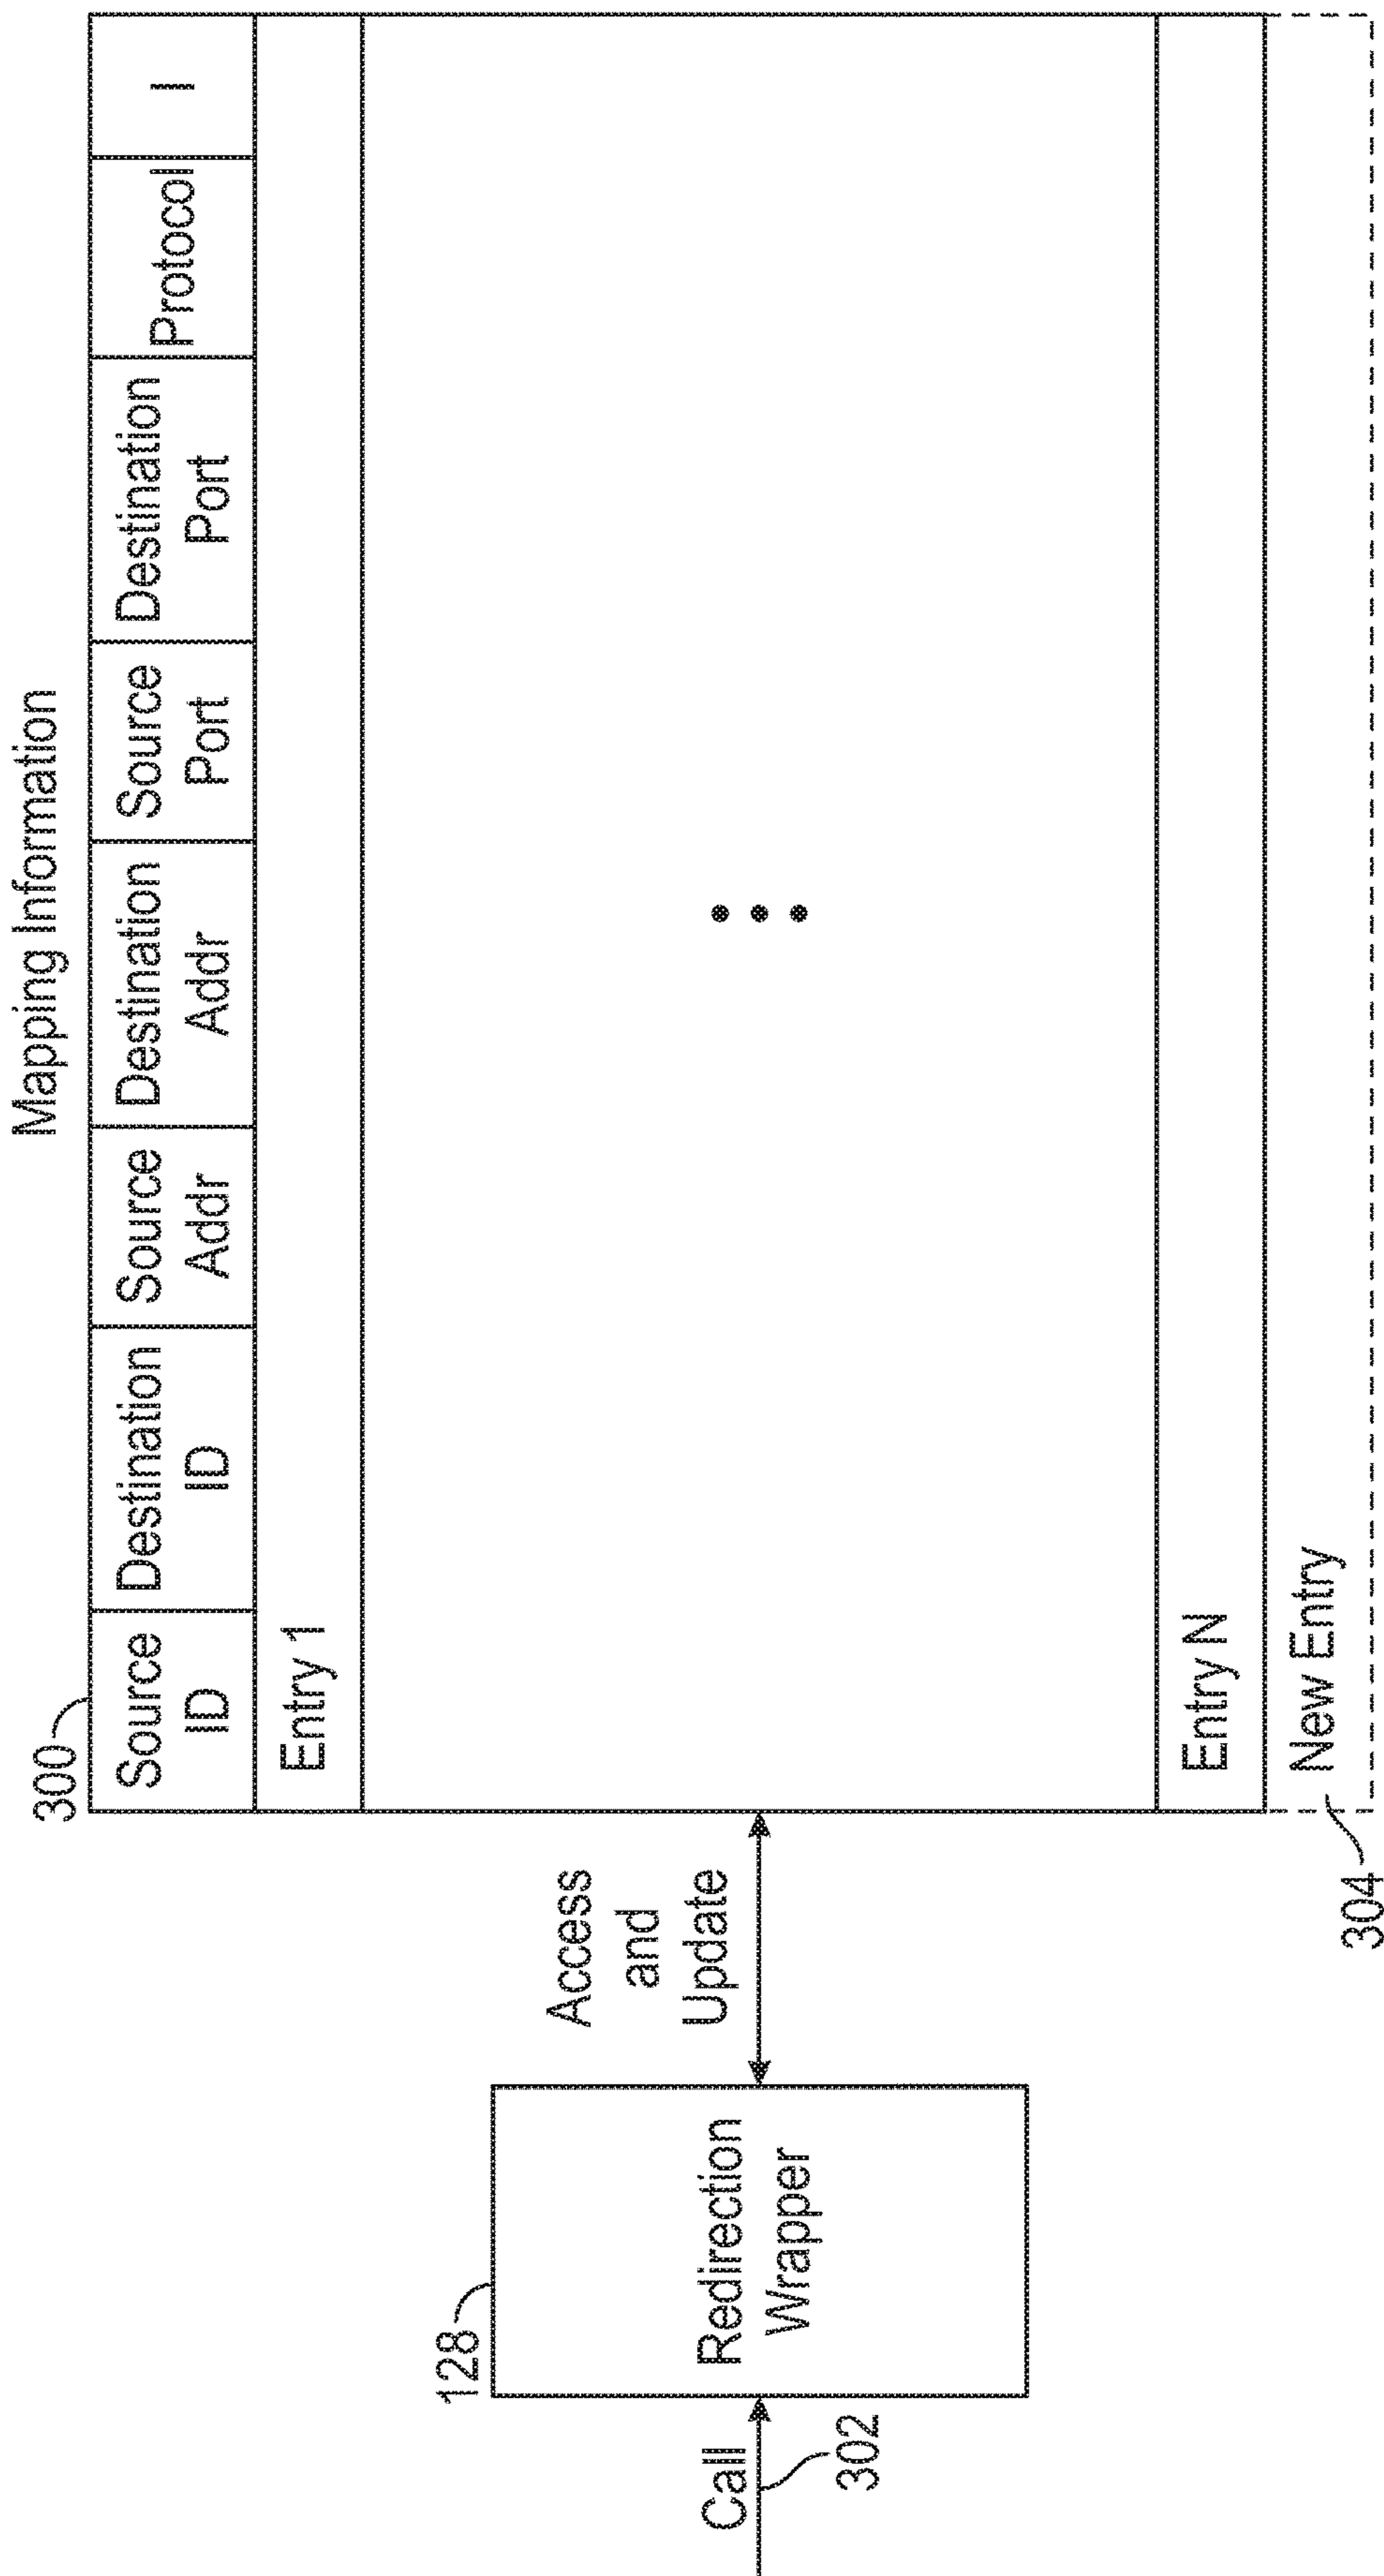 Mapping Information
300
Source
ID
Destination
ID
Source
Addr
Destination
Addr
Source
Port
Destination
Port
Protocol
I
Entry 1
Entry N
New Entry
304
Access
and
Update
128
Redirection
Wrapper
Call
302